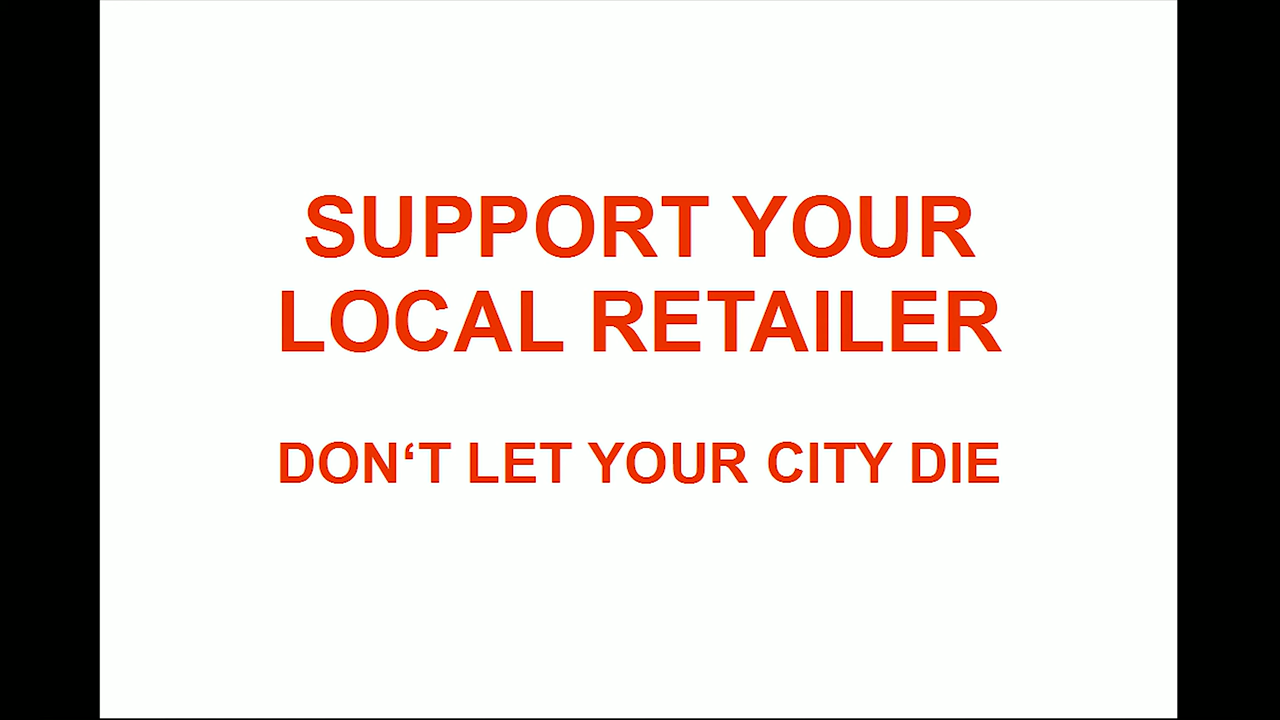 SUPPORT YOUR
LOCAL RETAILER
DON‘T LET YOUR CITY DIE